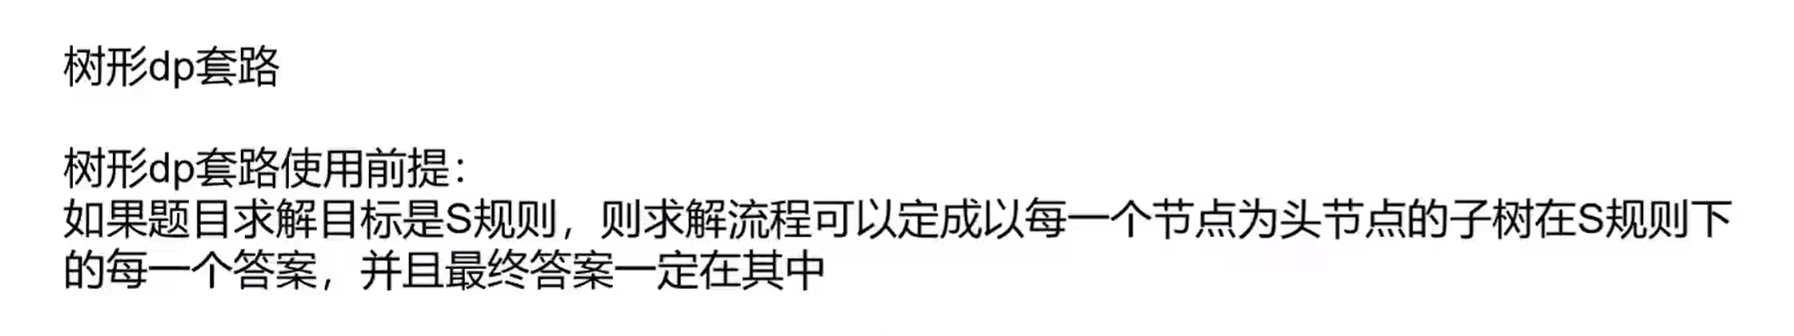 树形dp套路
树形dp套路使用前提：
如果题目求解目标是S规则，则求解流程可以定成以每一个节点为头节点的子树在S规则下
的每一个答案，并且最终答案一定在其中